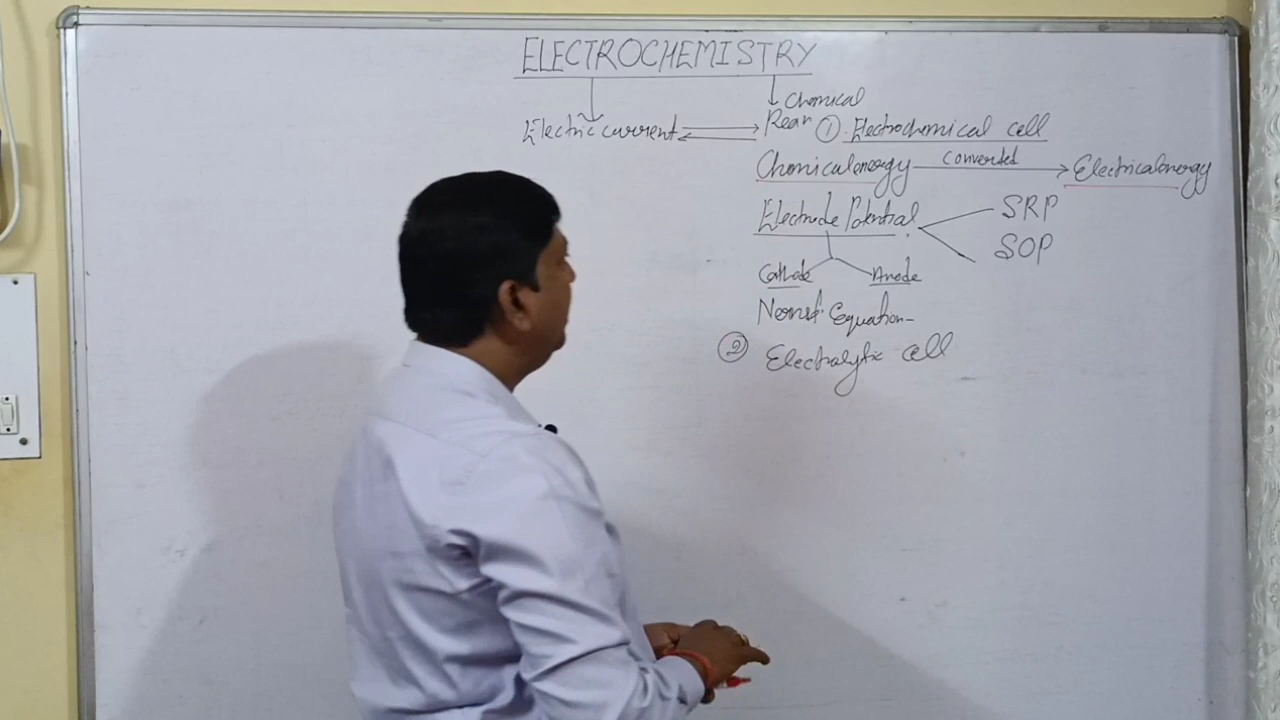 ELECTROCHEMISTRY
Chemical
Electric current Rean ① Electrochemical cell
Chemical energy converted Electrical energy
Electrode Potential SRP
SOP
Cathode Anode
Nernst Equation-
② Electrolytic cell